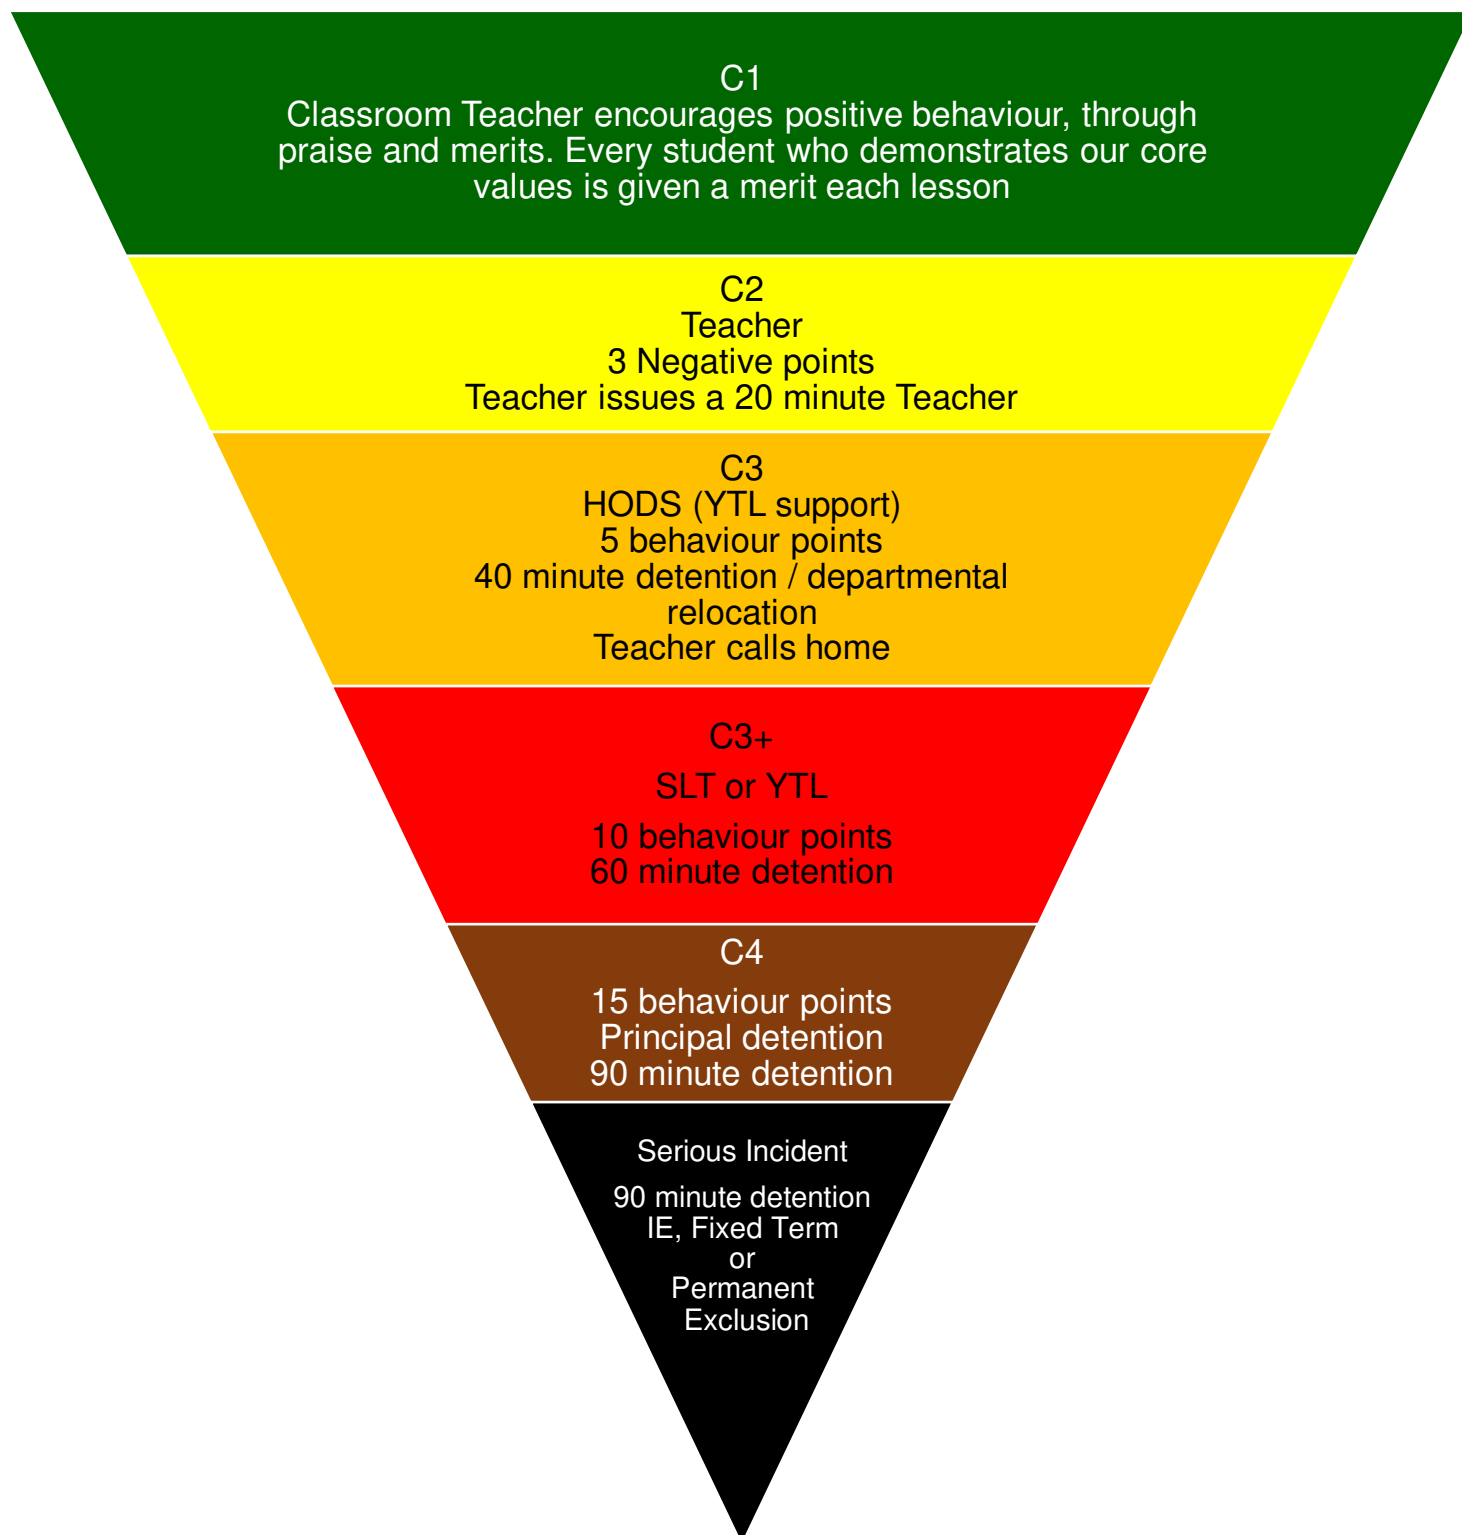 C1
Classroom Teacher encourages positive behaviour, through
praise and merits. Every student who demonstrates our core
values is given a merit each lesson
C2
Teacher
3 Negative points
Teacher issues a 20 minute Teacher
C3
HODS (YTL support)
5 behaviour points
40 minute detention / departmental
relocation
Teacher calls home
C3+
SLT or YTL
10 behaviour points
60 minute detention
C4
15 behaviour points
Principal detention
90 minute detention
Serious Incident
90 minute detention
IE, Fixed Term
or
Permanent
Exclusion